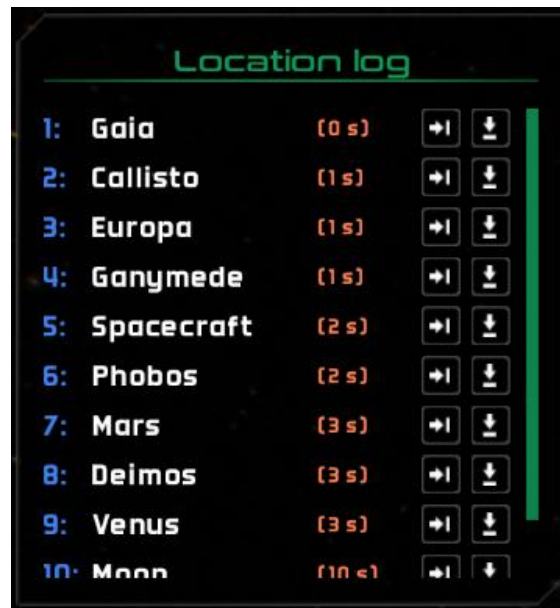 Location log
1: Gaia (0 s)
2: Callisto (1 s)
3: Europa (1 s)
4: Ganymede (1 s)
5: Spacecraft (2 s)
6: Phobos (2 s)
7: Mars (3 s)
8: Deimos (3 s)
9: Venus (3 s)
10: Moon (10 s)